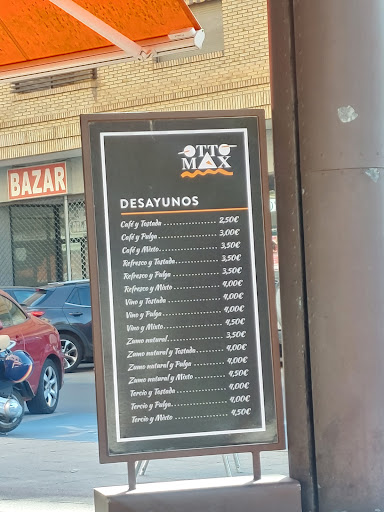 OTTO
MAX
BAZAR
DESAYUNOS
Café y Tostada 2,50€
Café y Pulga 3,00€
Café y Mixto 3,50€
Refresco y Tostada 3,50€
Refresco y Pulga 3,50€
Refresco y Mixto 4,00€
Vino y Tostada 4,00€
Vino y Pulga 4,00€
Vino y Mixto 4,50€
Zumo natural 3,50€
Zumo natural y Tostada 4,00€
Zumo natural y Pulga 4,00€
Zumo natural y Mixto 4,50€
Tercio y Tostada 4,00€
Tercio y Pulga 4,00€
Tercio y Mixto 4,50€